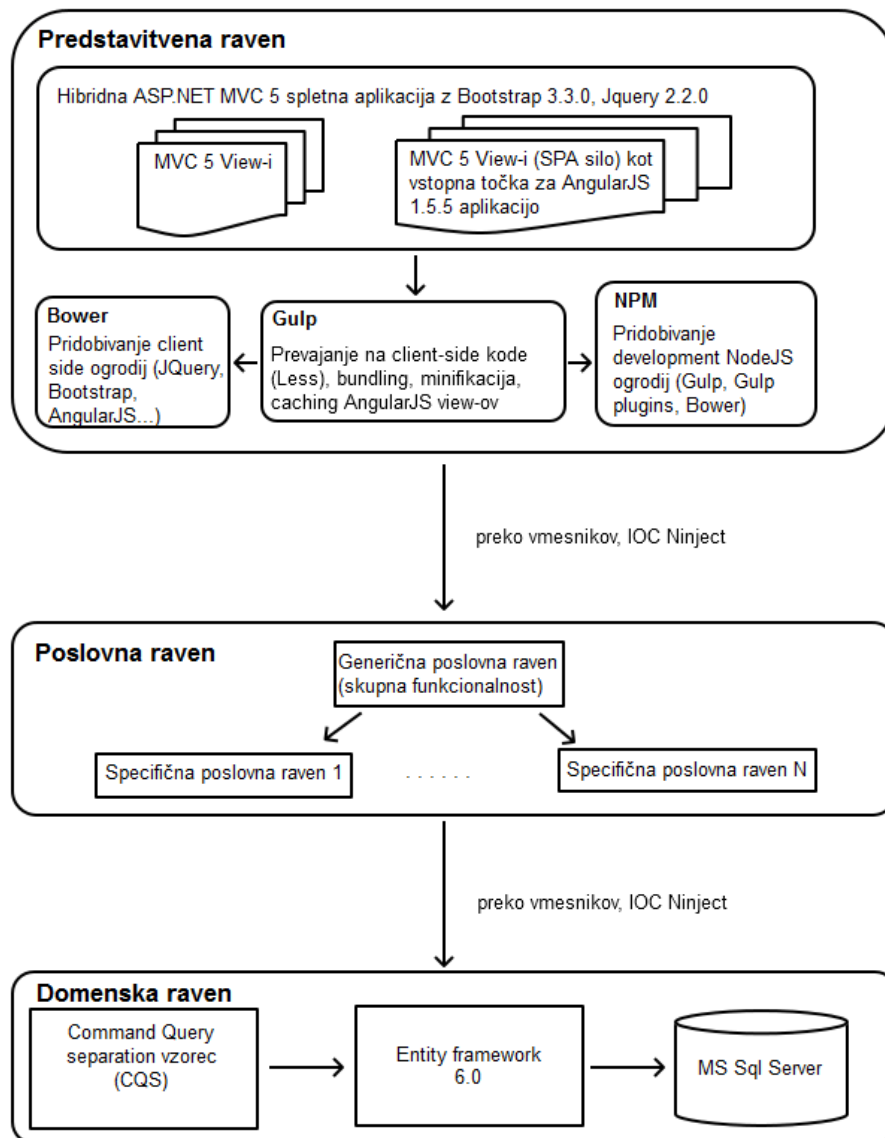 Predstavitvena raven
Hibridna ASP.NET MVC 5 spletna aplikacija z Bootstrap 3.3.0, Jquery 2.2.0
MVC 5 View-i
MVC 5 View-i (SPA silo) kot
vstopna točka za AngularJS
1.5.5 aplikacijo
Bower
Pridobivanje client
side ogrodij (JQuery,
Bootstrap,
AngularJS...)
Gulp
Prevajanje na client-side kode
(Less), bundling, minifikacija,
caching AngularJS view-ov
NPM
Pridobivanje
development NodeJS
ogrodij (Gulp, Gulp
plugins, Bower)
preko vmesnikov, IOC Ninject
Poslovna raven
Generična poslovna raven
(skupna funkcionalnost)
Specifična poslovna raven 1
. . . . . .
Specifična poslovna raven N
preko vmesnikov, IOC Ninject
Domenska raven
Command Query
separation vzorec
(CQS)
Entity framework
6.0
MS Sql Server